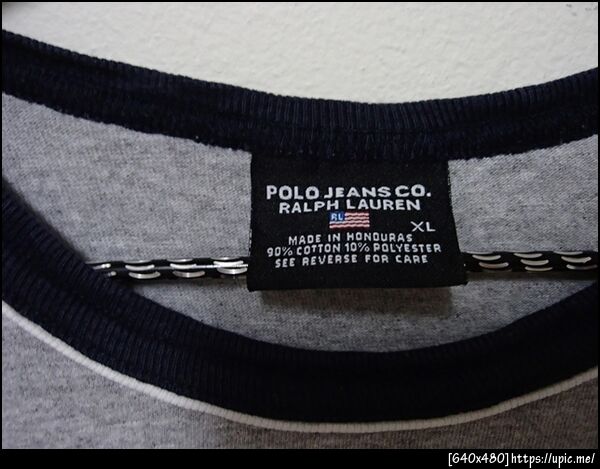 POLO JEANS CO.
RALPH LAUREN
RL
XL
MADE IN HONDURAS
90% COTTON 10% POLYESTER
SEE REVERSE FOR CARE
[640x480]https://upic.me/